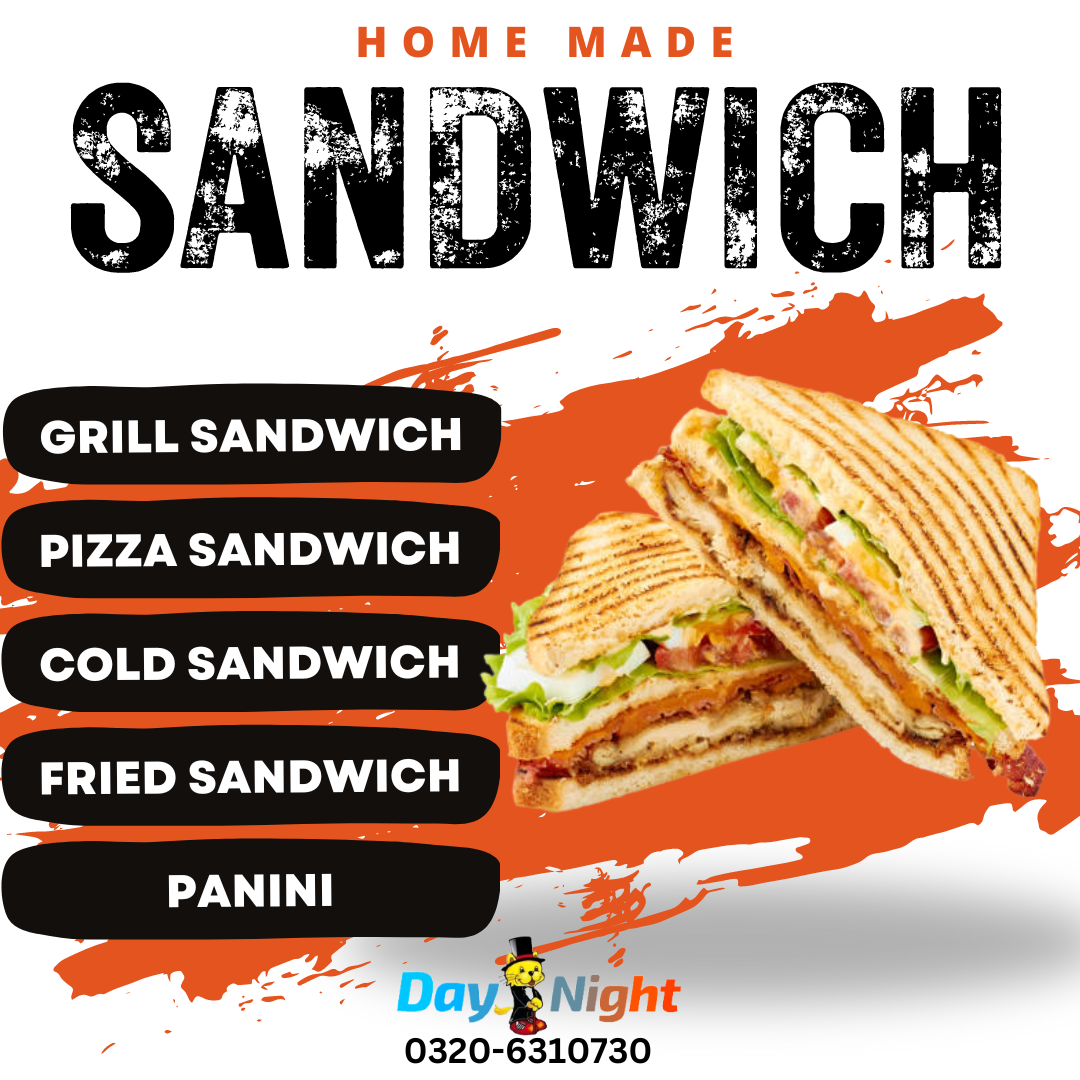 HOME MADE
SANDWICH
GRILL SANDWICH
PIZZA SANDWICH
COLD SANDWICH
FRIED SANDWICH
PANINI
Day Night
0320-6310730